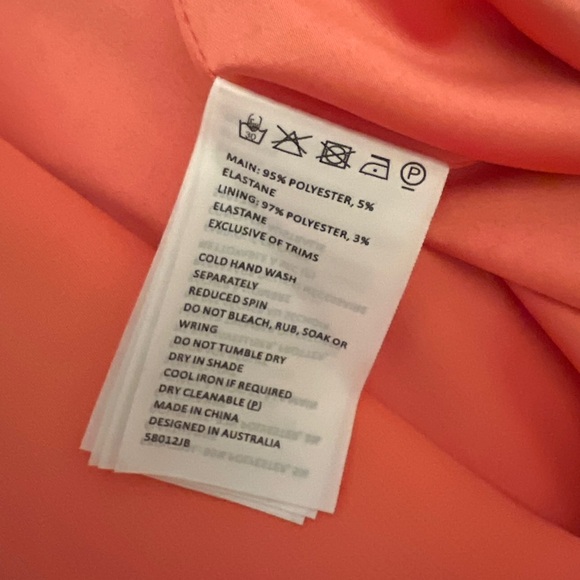 30
P
MAIN: 95% POLYESTER, 5%
ELASTANE
LINING: 97% POLYESTER, 3%
ELASTANE
EXCLUSIVE OF TRIMS
COLD HAND WASH
SEPARATELY
REDUCED SPIN
DO NOT BLEACH, RUB, SOAK OR
WRING
DO NOT TUMBLE DRY
DRY IN SHADE
COOL IRON IF REQUIRED
DRY CLEANABLE (P)
MADE IN CHINA
DESIGNED IN AUSTRALIA
58012JB